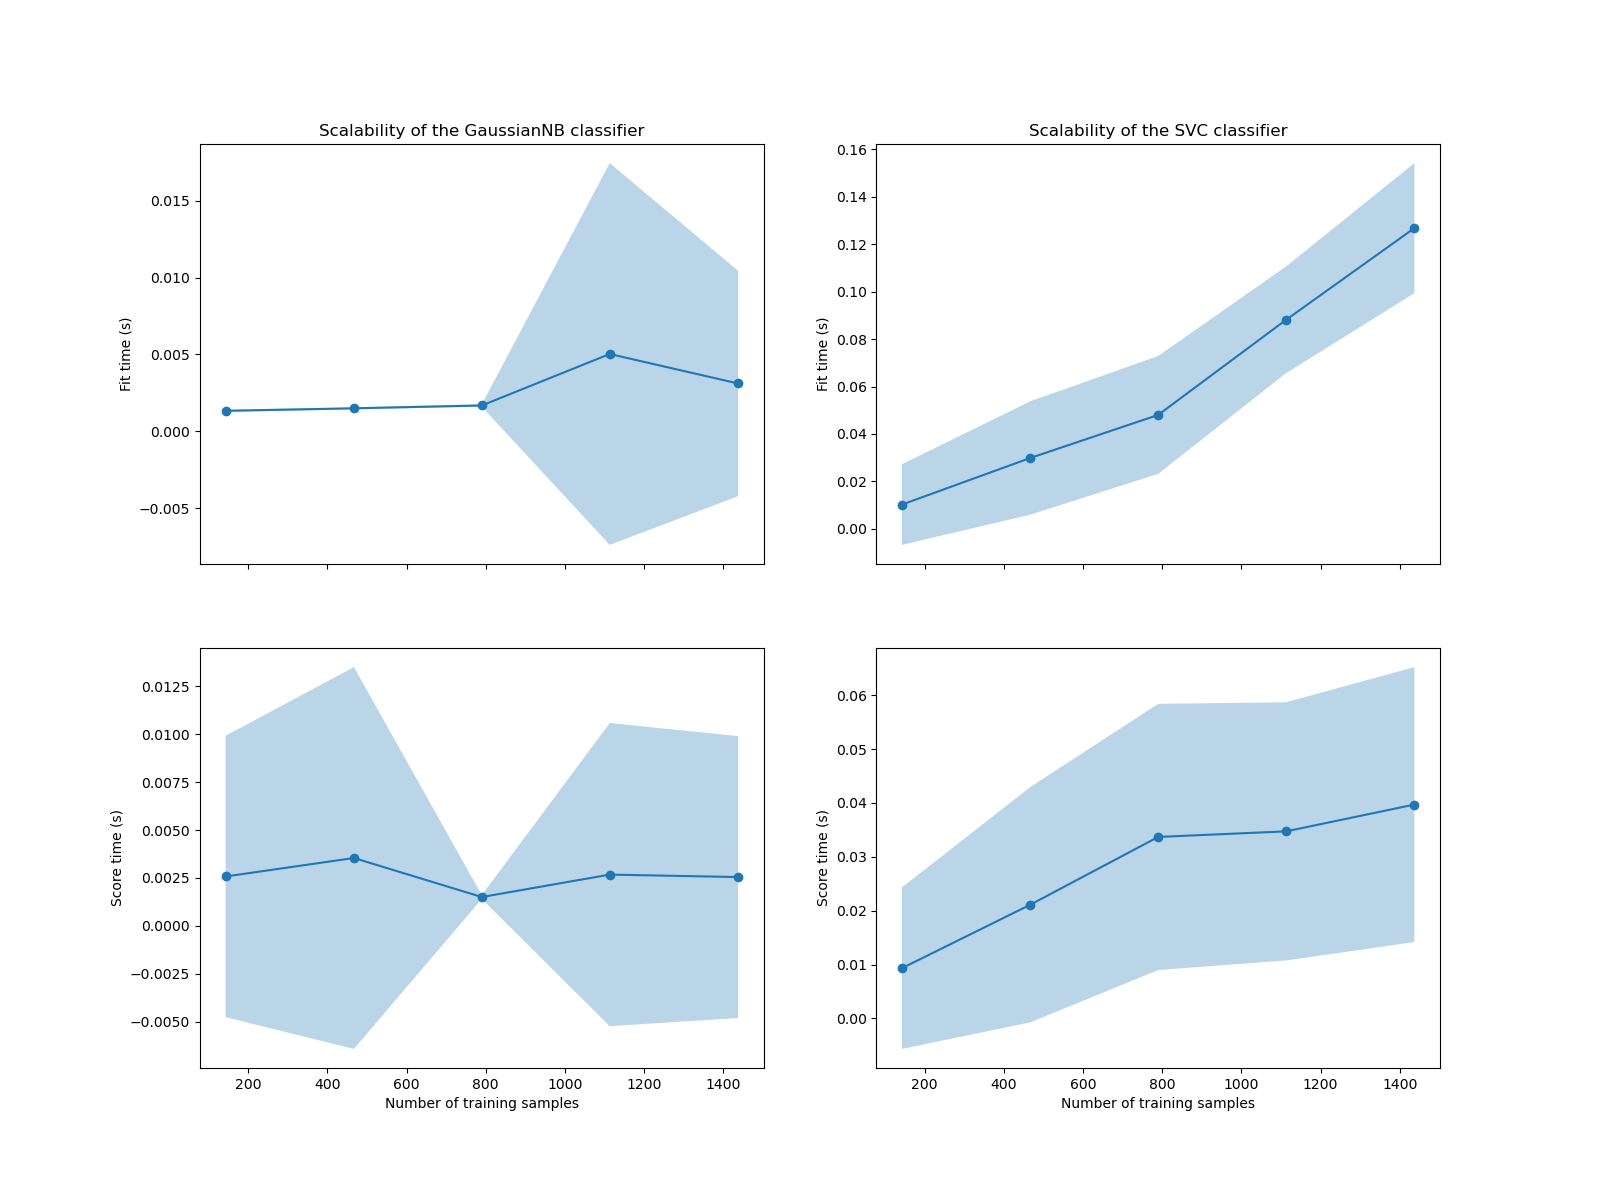 Scalability of the GaussianNB classifier
0.015
0.010
0.005
0.000
−0.005
Fit time (s)
Scalability of the SVC classifier
0.16
0.14
0.12
0.10
0.08
0.06
0.04
0.02
0.00
Fit time (s)
0.0125
0.0100
0.0075
0.0050
0.0025
0.0000
−0.0025
−0.0050
Score time (s)
200 400 600 800 1000 1200 1400
Number of training samples
0.06
0.05
0.04
0.03
0.02
0.01
0.00
Score time (s)
200 400 600 800 1000 1200 1400
Number of training samples